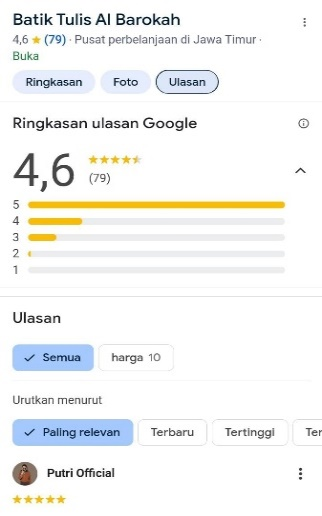 Batik Tulis Al Barokah
4,6 ★ (79) · Pusat perbelanjaan di Jawa Timur ·
Buka
Ringkasan Foto Ulasan
Ringkasan ulasan Google
4,6
(79)
5
4
3
2
1
Ulasan
Semua harga 10
Urutkan menurut
Paling relevan Terbaru Tertinggi Ter
Putri Official